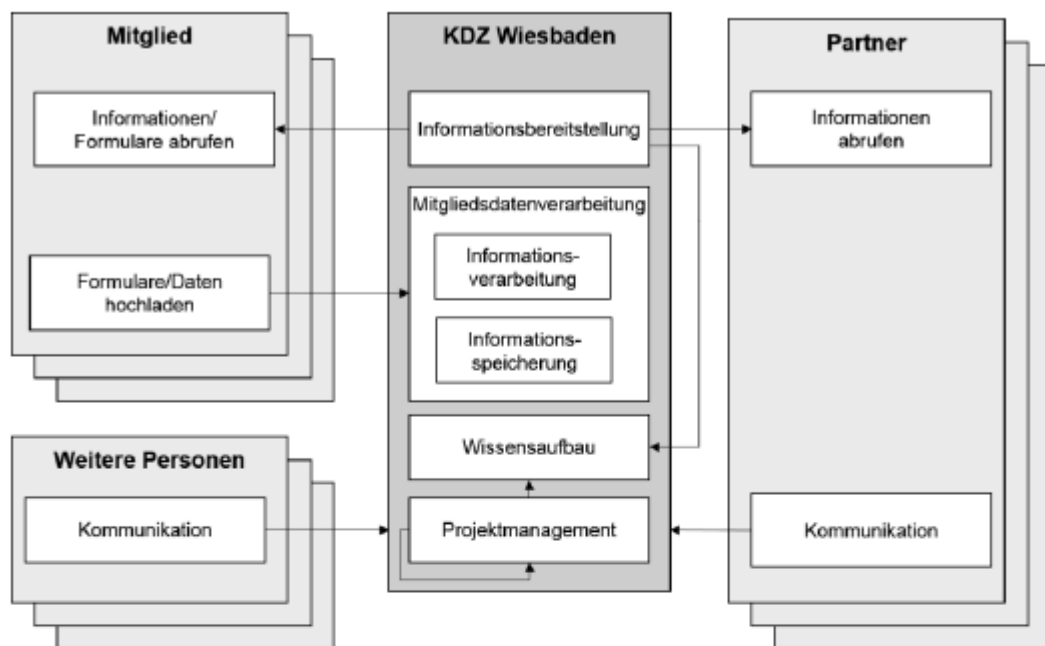 Mitglied
Informationen/
Formulare abrufen
Formulare/Daten
hochladen
Weitere Personen
Kommunikation
KDZ Wiesbaden
Informationsbereitstellung
Mitgliedsdatenverarbeitung
Informations-
verarbeitung
Informations-
speicherung
Wissensaufbau
Projektmanagement
Partner
Informationen
abrufen
Kommunikation